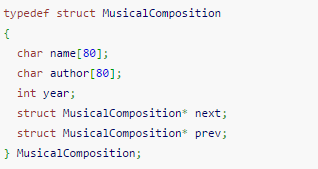 typedef struct MusicalComposition
{
  char name[80];
  char author[80];
  int year;
  struct MusicalComposition* next;
  struct MusicalComposition* prev;
} MusicalComposition;